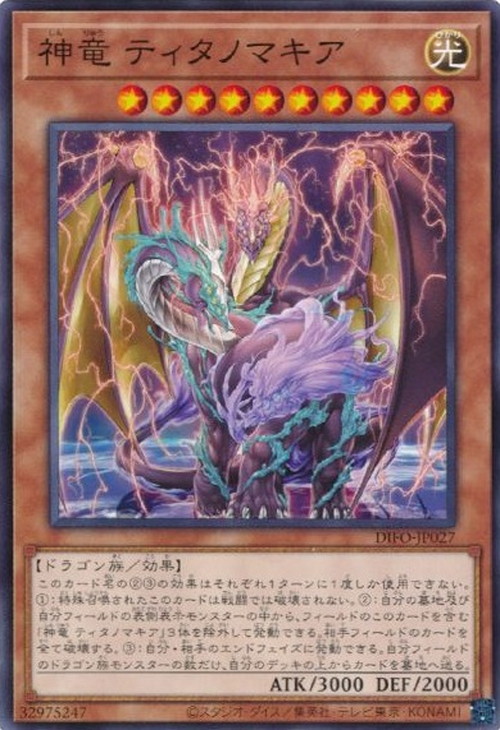 神竜 ティタノマキア
光
DIFO-JP027
【ドラゴン族／効果】
このカード名の②③の効果はそれぞれ1ターンに1度しか使用できない。
①：特殊召喚されたこのカードは戦闘では破壊されない。②：自分の墓地及び
自分フィールドの表側表示モンスターの中から、フィールドのこのカードを含む
「神竜 ティタノマキア」3体を除外して発動できる。相手フィールドのカードを
全て破壊する。③：自分・相手のエンドフェイズに発動できる。自分フィールド
のドラゴン族モンスターの数だけ、自分のデッキの上からカードを墓地へ送る。
ATK/3000 DEF/2000
32975247
©スタジオ・ダイス/集英社・テレビ東京・KONAMI